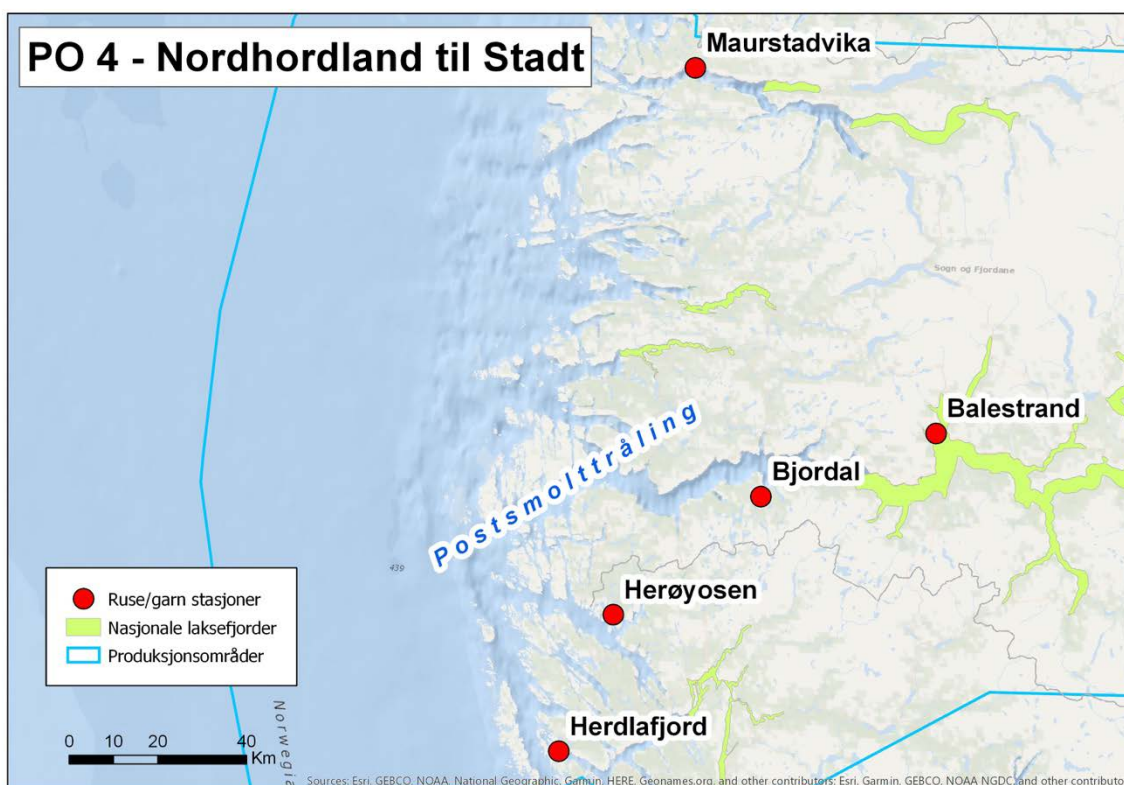 PO 4 - Nordhordland til Stadt
Maurstadvika
Sogn og Fjordane
Balestrand
Bjordal
Postsmolttråling
439
Herøyosen
Ruse/garn stasjoner
Nasjonale laksefjorder
Produksjonsområder
Herdlafjord
0 10 20 40
Km
Norwegia
Sources: Esri, GEBCO, NOAA, National Geographic, Garmin, HERE, Geonames.org, and other contributors; Esri, Garmin, GEBCO, NOAA NGDC, and other contributo